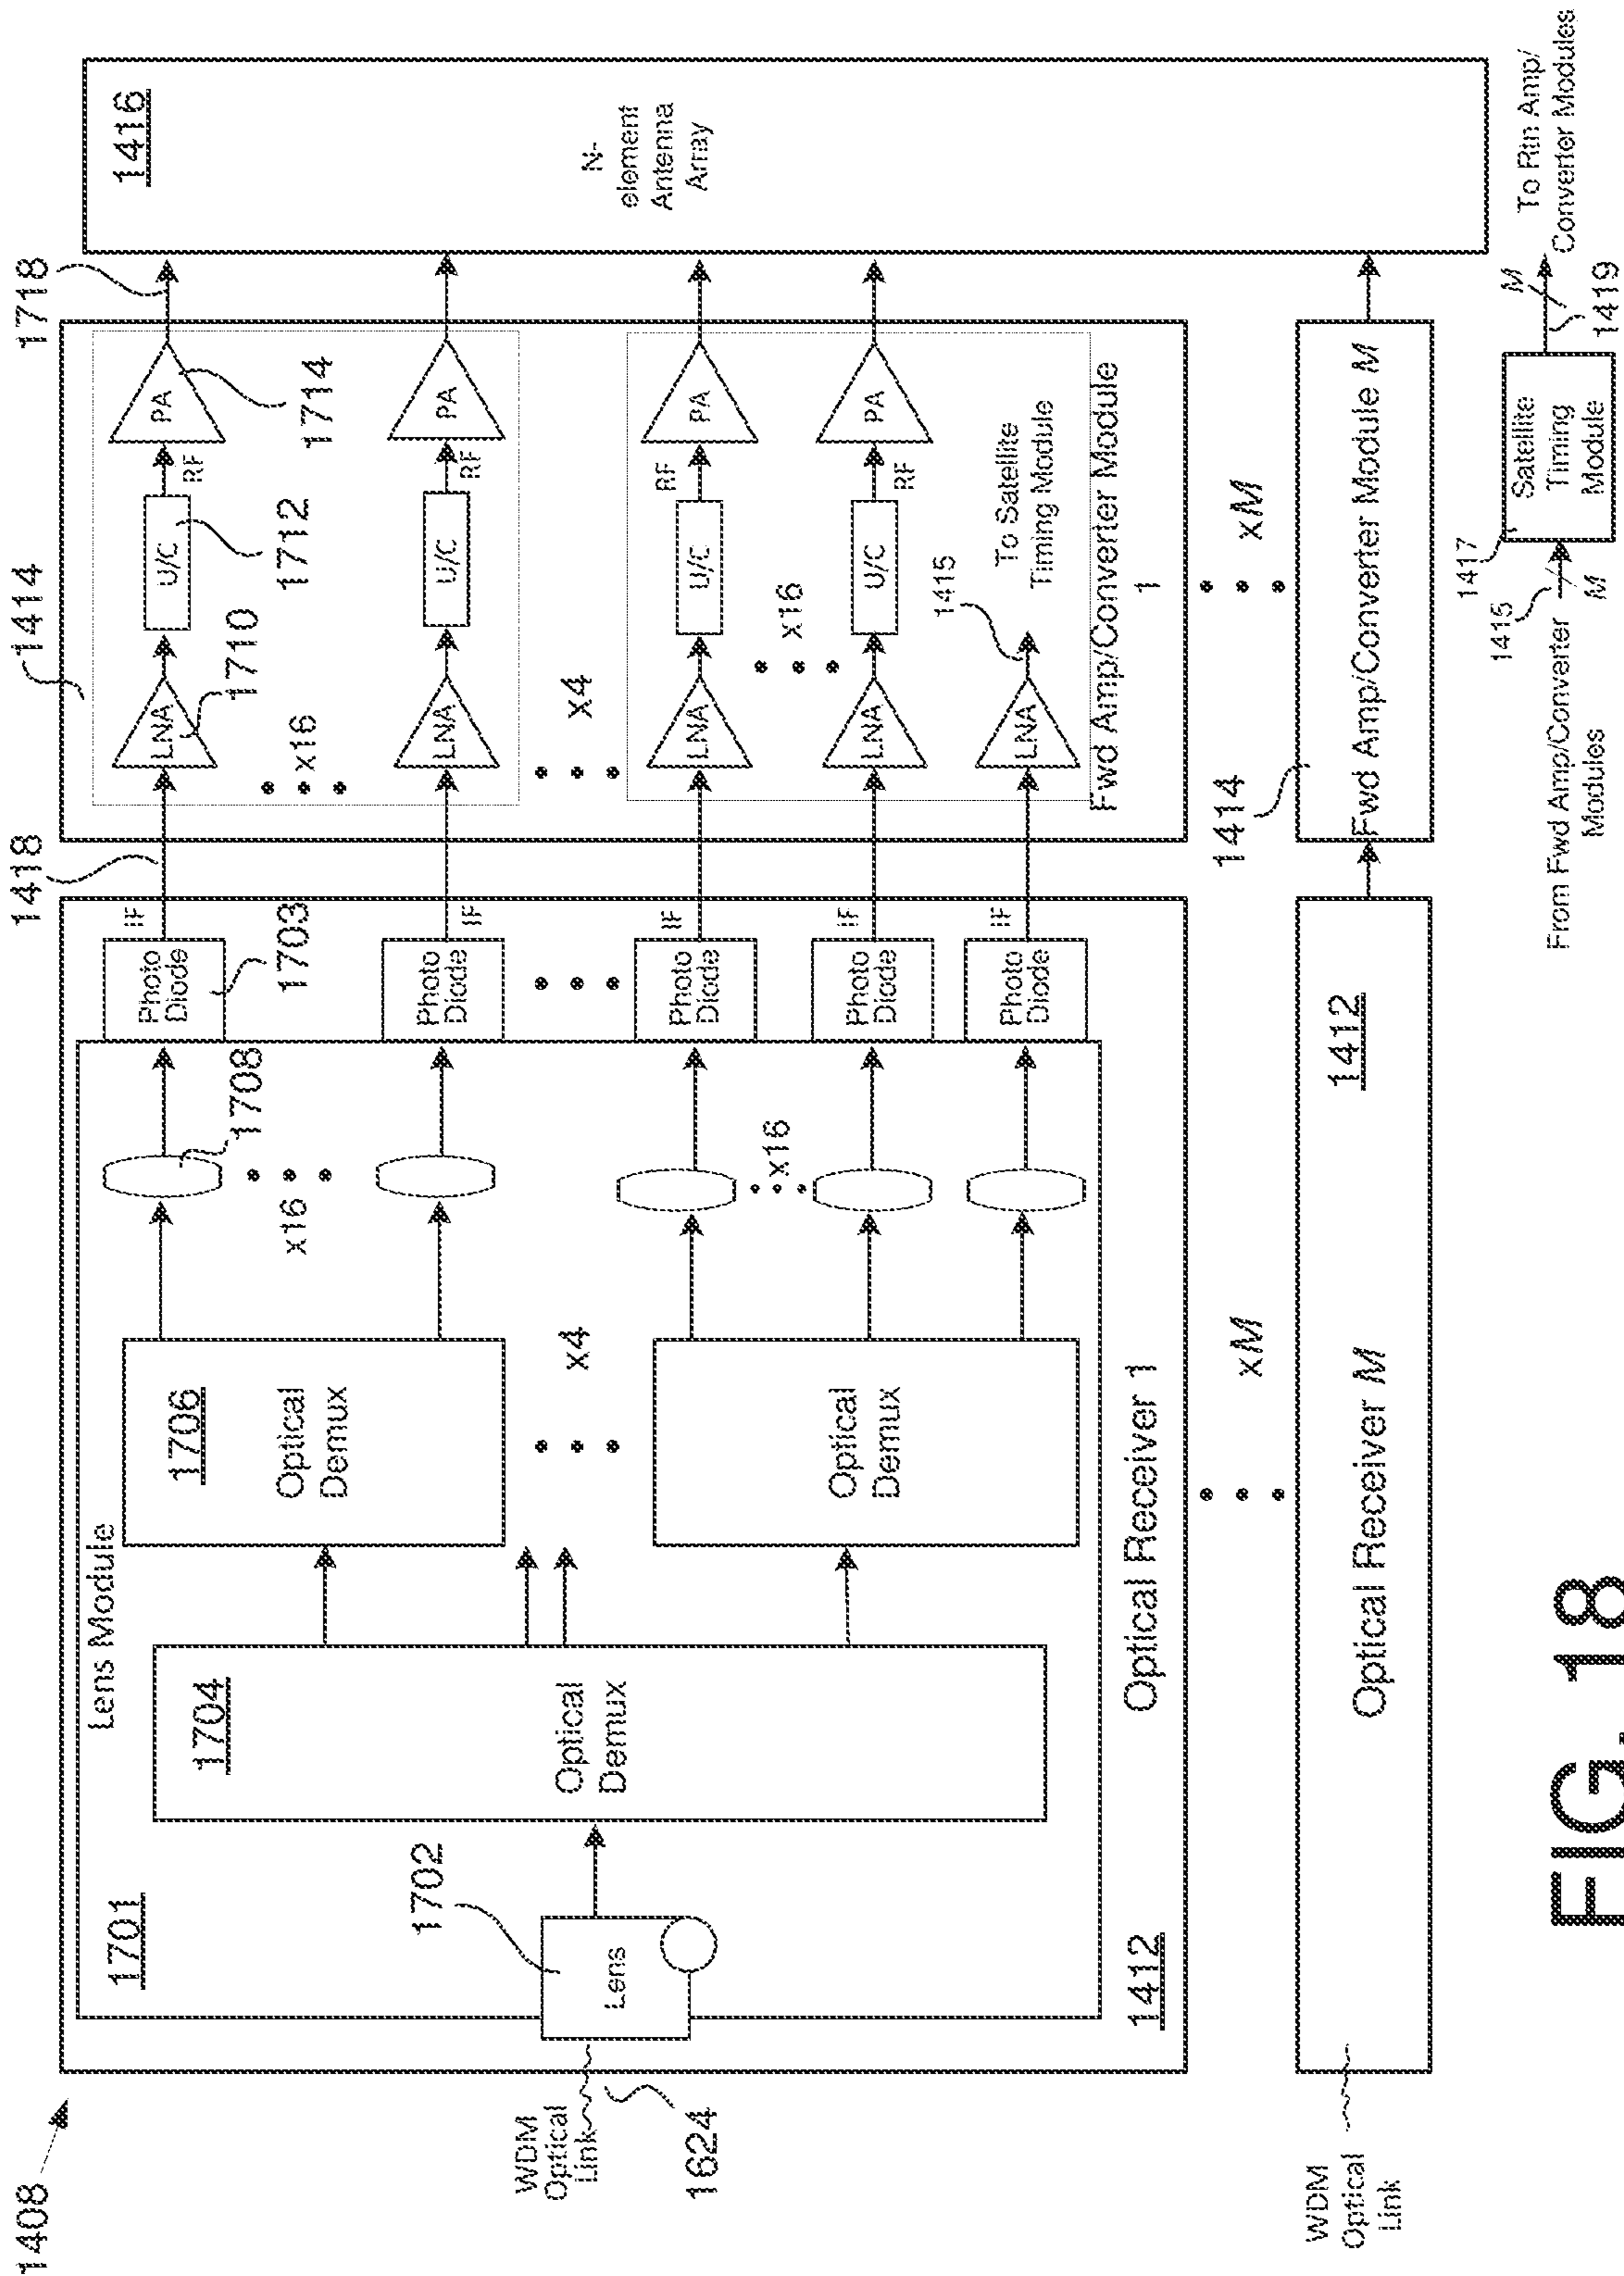 1408
1418
1414
1718
Lens Module
1701
1702
Lens
WDM
Optical
Link
1624
1704
Optical
Demux
1706
Optical
Demux
x4
Optical
Demux
1708
x16
x16
Photo
Diode
1703
Photo
Diode
Photo
Diode
Photo
Diode
Photo
Diode
IF
IF
IF
IF
IF
1412
Optical Receiver 1
LNA
1710
x16
LNA
x4
LNA
LNA
LNA
U/C
1712
U/C
U/C
x16
U/C
1415
To Satellite
Timing Module
RF
RF
RF
RF
PA
1714
PA
PA
PA
Fwd Amp/Converter Module
1
1416
N-
element
Antenna
Array
xM
xM
WDM
Optical
Link
Optical Receiver M
1412
1414
Fwd Amp/Converter Module M
From Fwd Amp/Converter
Modules
1415
M
1417
Satellite
Timing
Module
M
1419
To Rtn Amp/
Converter Modules
FIG. 18